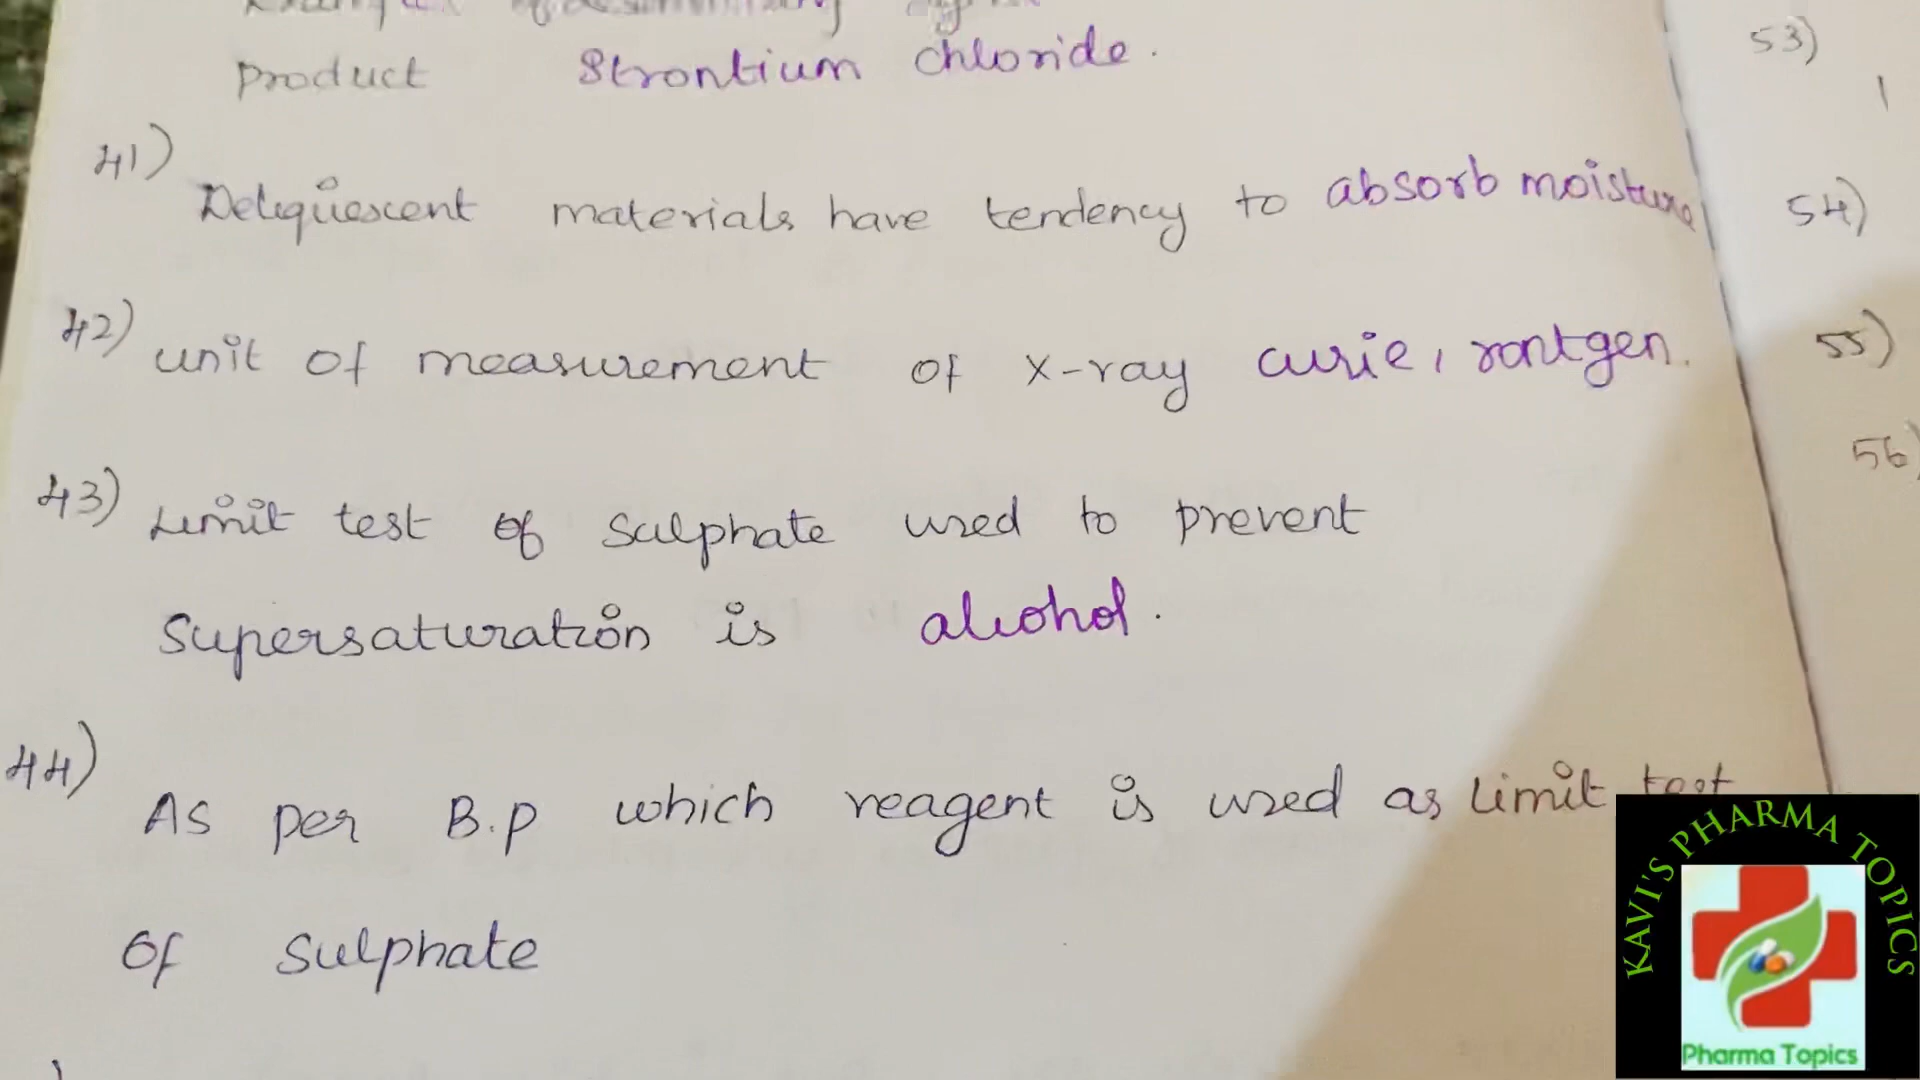 product Strontium chloride.
53)
41)
Deliquescent materials have tendency to absorb moisture
54)
42) unit of measurement of x-ray curie, rontgen.
55)
43) Limit test of sulphate used to prevent
56)
supersaturation is alcohol.
44)
As per B.P which reagent is used as limit test
of sulphate
KAVI'S PHARMA TOPICS
Pharma Topics